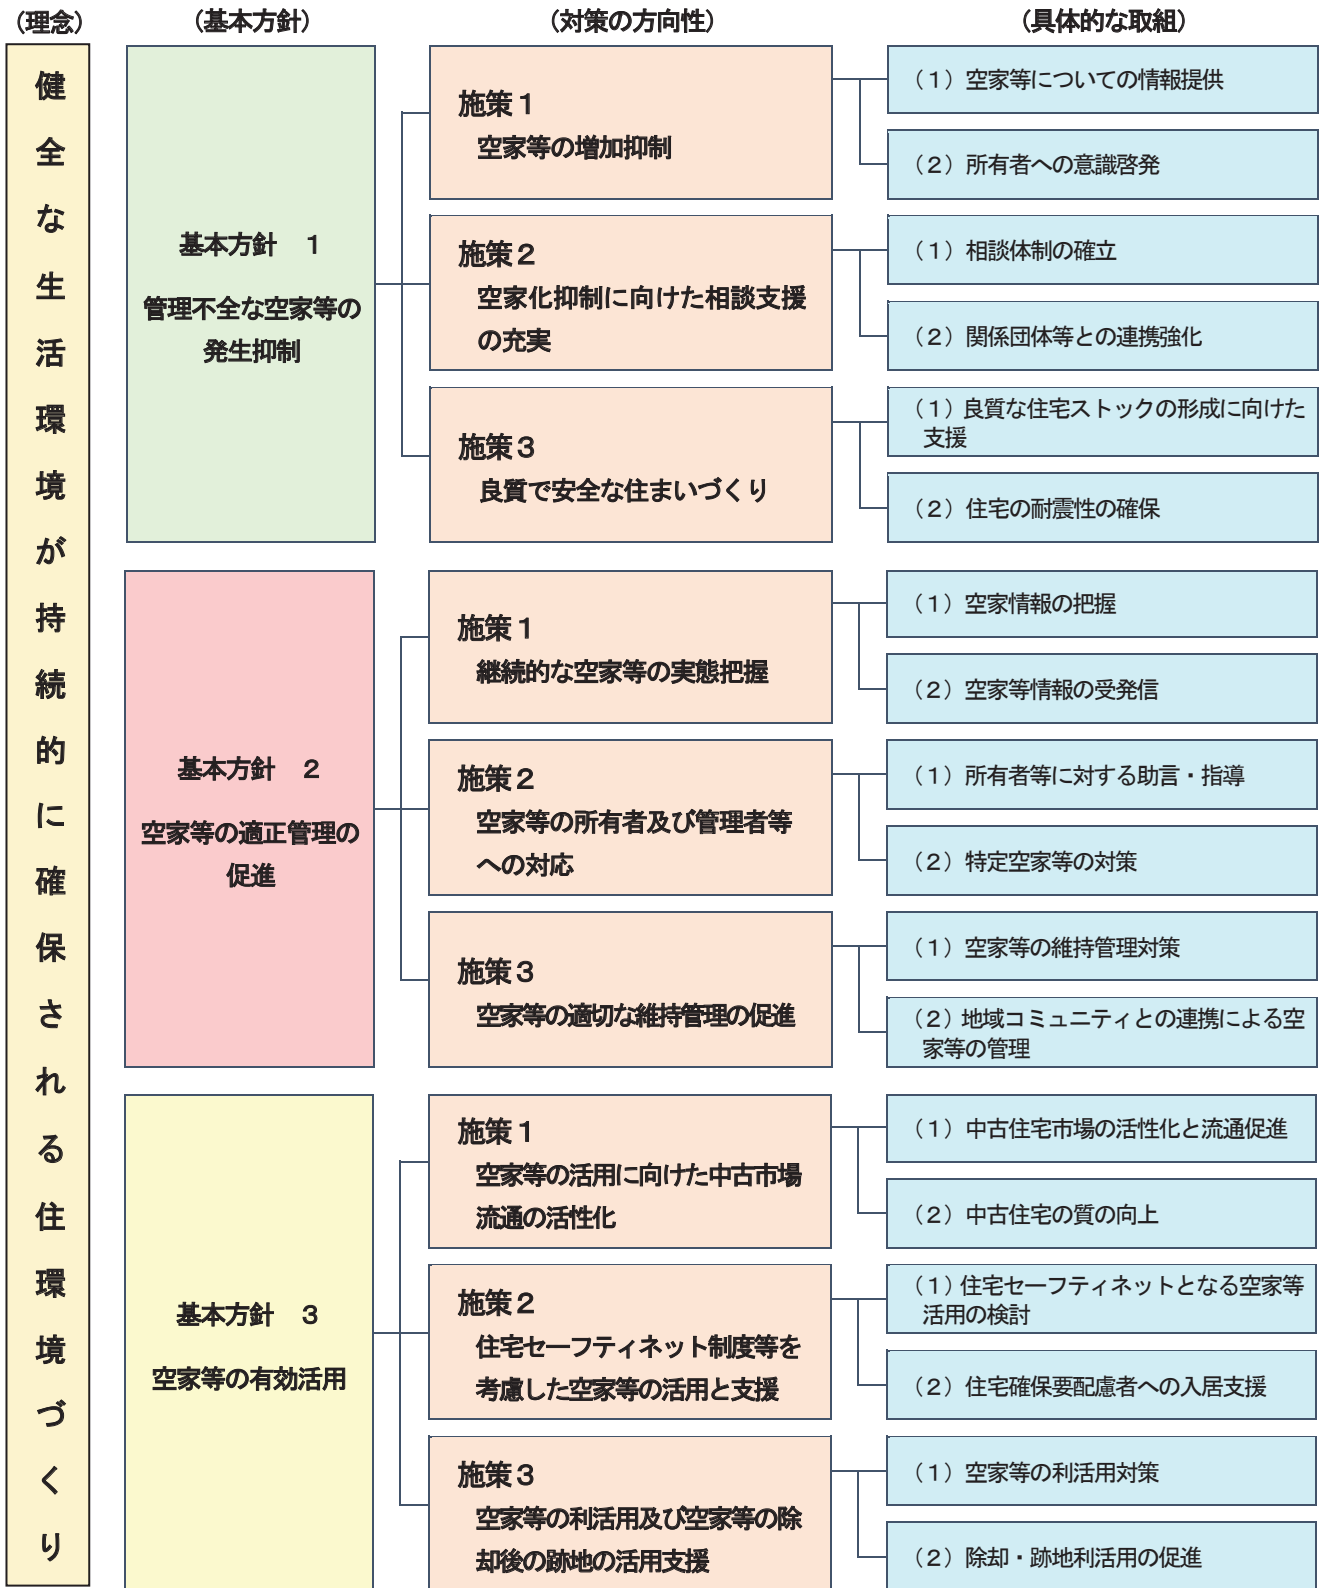 （理念）
（基本方針）
（対策の方向性）
（具体的な取組）
健全な生活環境が持続的に確保される住環境づくり
基本方針　１
管理不全な空家等の
発生抑制
施策１
空家等の増加抑制
（１）空家等についての情報提供
（２）所有者への意識啓発
施策２
空家化抑制に向けた相談支援
の充実
（１）相談体制の確立
（２）関係団体等との連携強化
施策３
良質で安全な住まいづくり
（１）良質な住宅ストックの形成に向けた
支援
（２）住宅の耐震性の確保
基本方針　２
空家等の適正管理の
促進
施策１
継続的な空家等の実態把握
（１）空家情報の把握
（２）空家等情報の受発信
施策２
空家等の所有者及び管理者等
への対応
（１）所有者等に対する助言・指導
（２）特定空家等の対策
施策３
空家等の適切な維持管理の促進
（１）空家等の維持管理対策
（２）地域コミュニティとの連携による空
家等の管理
基本方針　３
空家等の有効活用
施策１
空家等の活用に向けた中古市場
流通の活性化
（１）中古住宅市場の活性化と流通促進
（２）中古住宅の質の向上
施策２
住宅セーフティネット制度等を
考慮した空家等の活用と支援
（１）住宅セーフティネットとなる空家等
活用の検討
（２）住宅確保要配慮者への入居支援
施策３
空家等の利活用及び空家等の除
却後の跡地の活用支援
（１）空家等の利活用対策
（２）除却・跡地利活用の促進